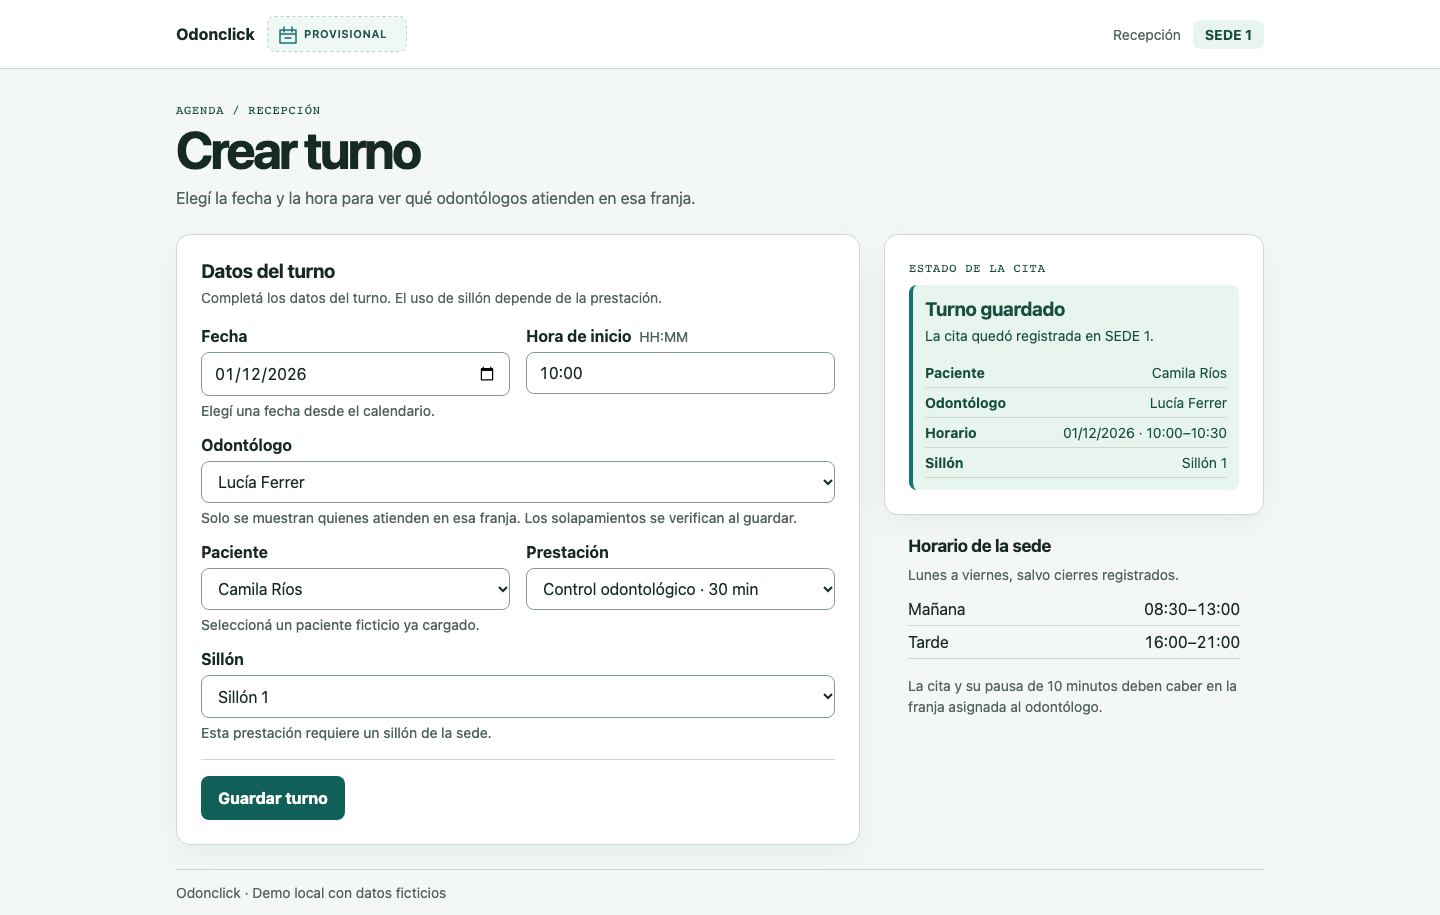 Odonclick
PROVISIONAL
Recepción
SEDE 1
AGENDA / RECEPCIÓN
Crear turno
Elegí la fecha y la hora para ver qué odontólogos atienden en esa franja.
Datos del turno
Completá los datos del turno. El uso de sillón depende de la prestación.
Fecha
Hora de inicio HH:MM
01/12/2026
10:00
Elegí una fecha desde el calendario.
Odontólogo
Lucía Ferrer
Solo se muestran quienes atienden en esa franja. Los solapamientos se verifican al guardar.
Paciente
Prestación
Camila Ríos
Control odontológico · 30 min
Seleccioná un paciente ficticio ya cargado.
Sillón
Sillón 1
Esta prestación requiere un sillón de la sede.
Guardar turno
ESTADO DE LA CITA
Turno guardado
La cita quedó registrada en SEDE 1.
Paciente Camila Ríos
Odontólogo Lucía Ferrer
Horario 01/12/2026 · 10:00–10:30
Sillón Sillón 1
Horario de la sede
Lunes a viernes, salvo cierres registrados.
Mañana 08:30–13:00
Tarde 16:00–21:00
La cita y su pausa de 10 minutos deben caber en la
franja asignada al odontólogo.
Odonclick · Demo local con datos ficticios